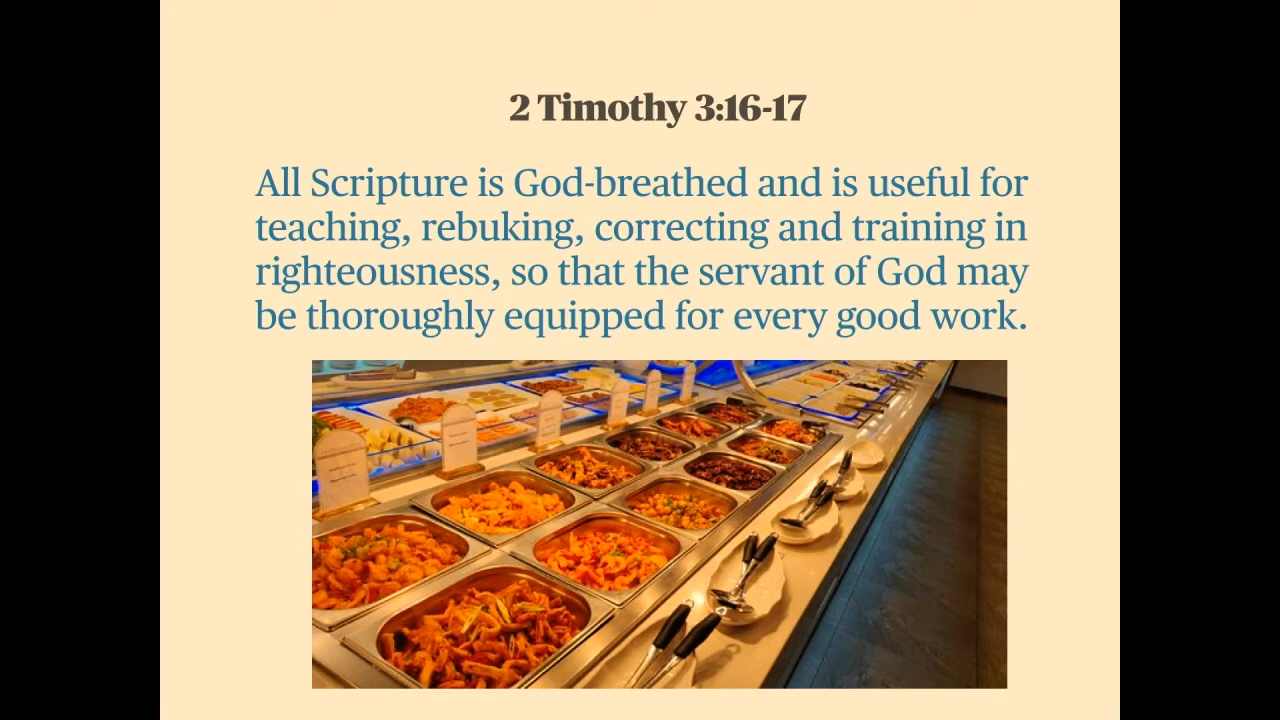 2 Timothy 3:16-17
All Scripture is God-breathed and is useful for
teaching, rebuking, correcting and training in
righteousness, so that the servant of God may
be thoroughly equipped for every good work.